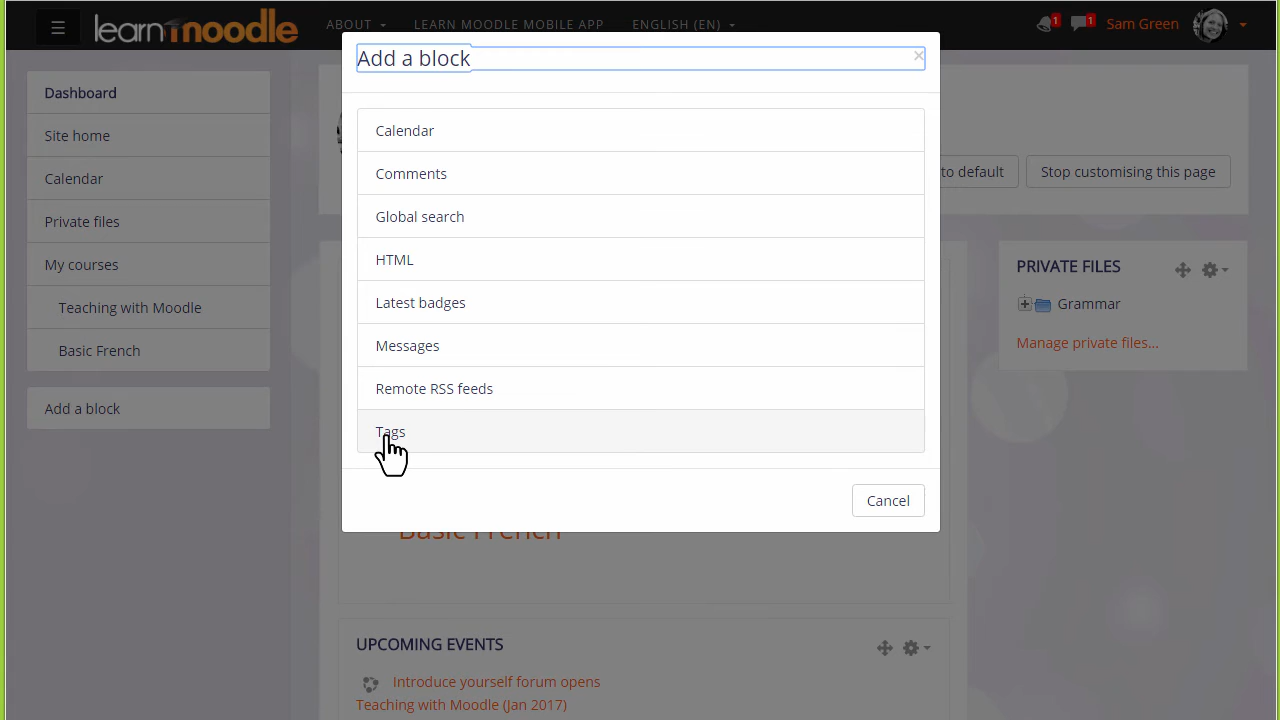 learn moodle
ABOUT
LEARN MOODLE MOBILE APP
ENGLISH (EN)
1
1
Sam Green
Add a block
×
Dashboard
Site home
Calendar
Private files
My courses
Teaching with Moodle
Basic French
Add a block
Calendar
Comments
Global search
HTML
Latest badges
Messages
Remote RSS feeds
Tags
Cancel
to default
Stop customising this page
PRIVATE FILES
Grammar
Manage private files...
Basic French
UPCOMING EVENTS
Introduce yourself forum opens
Teaching with Moodle (Jan 2017)